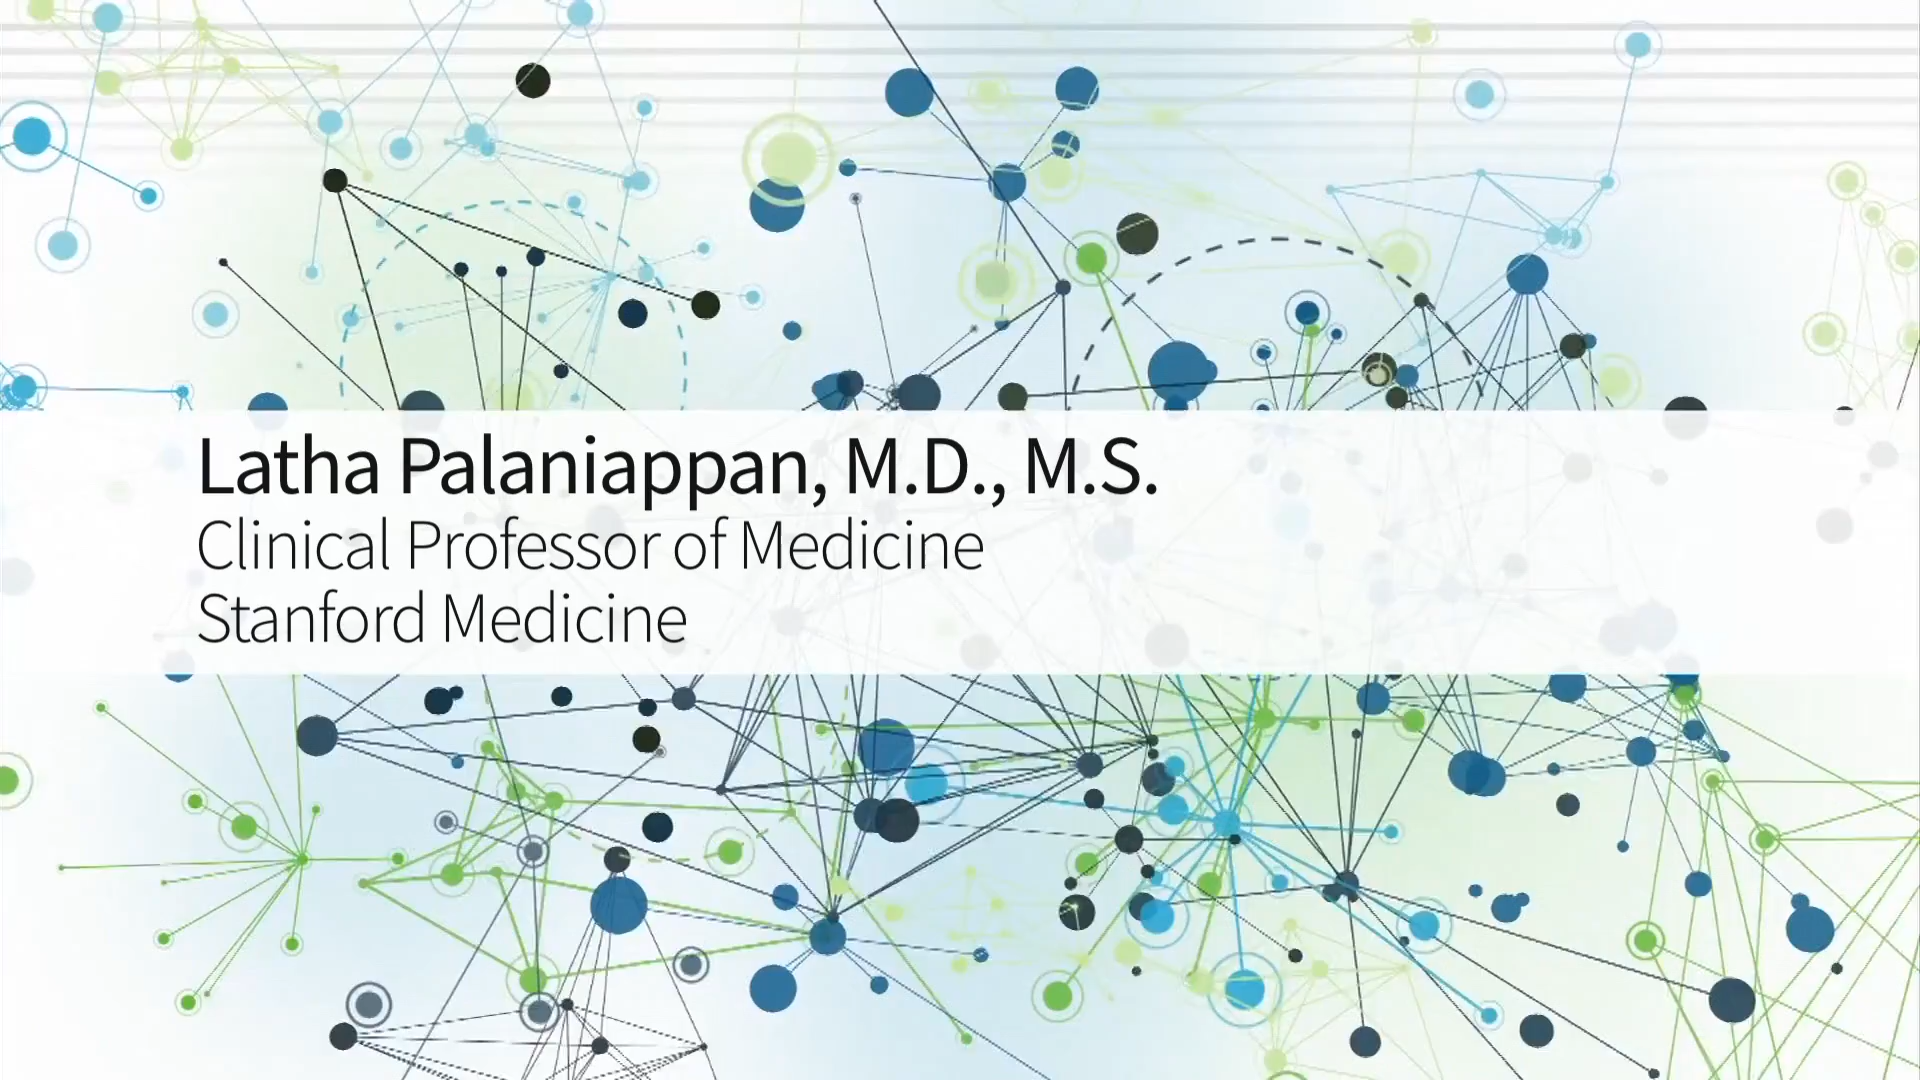 Latha Palaniappan, M.D., M.S.
Clinical Professor of Medicine
Stanford Medicine